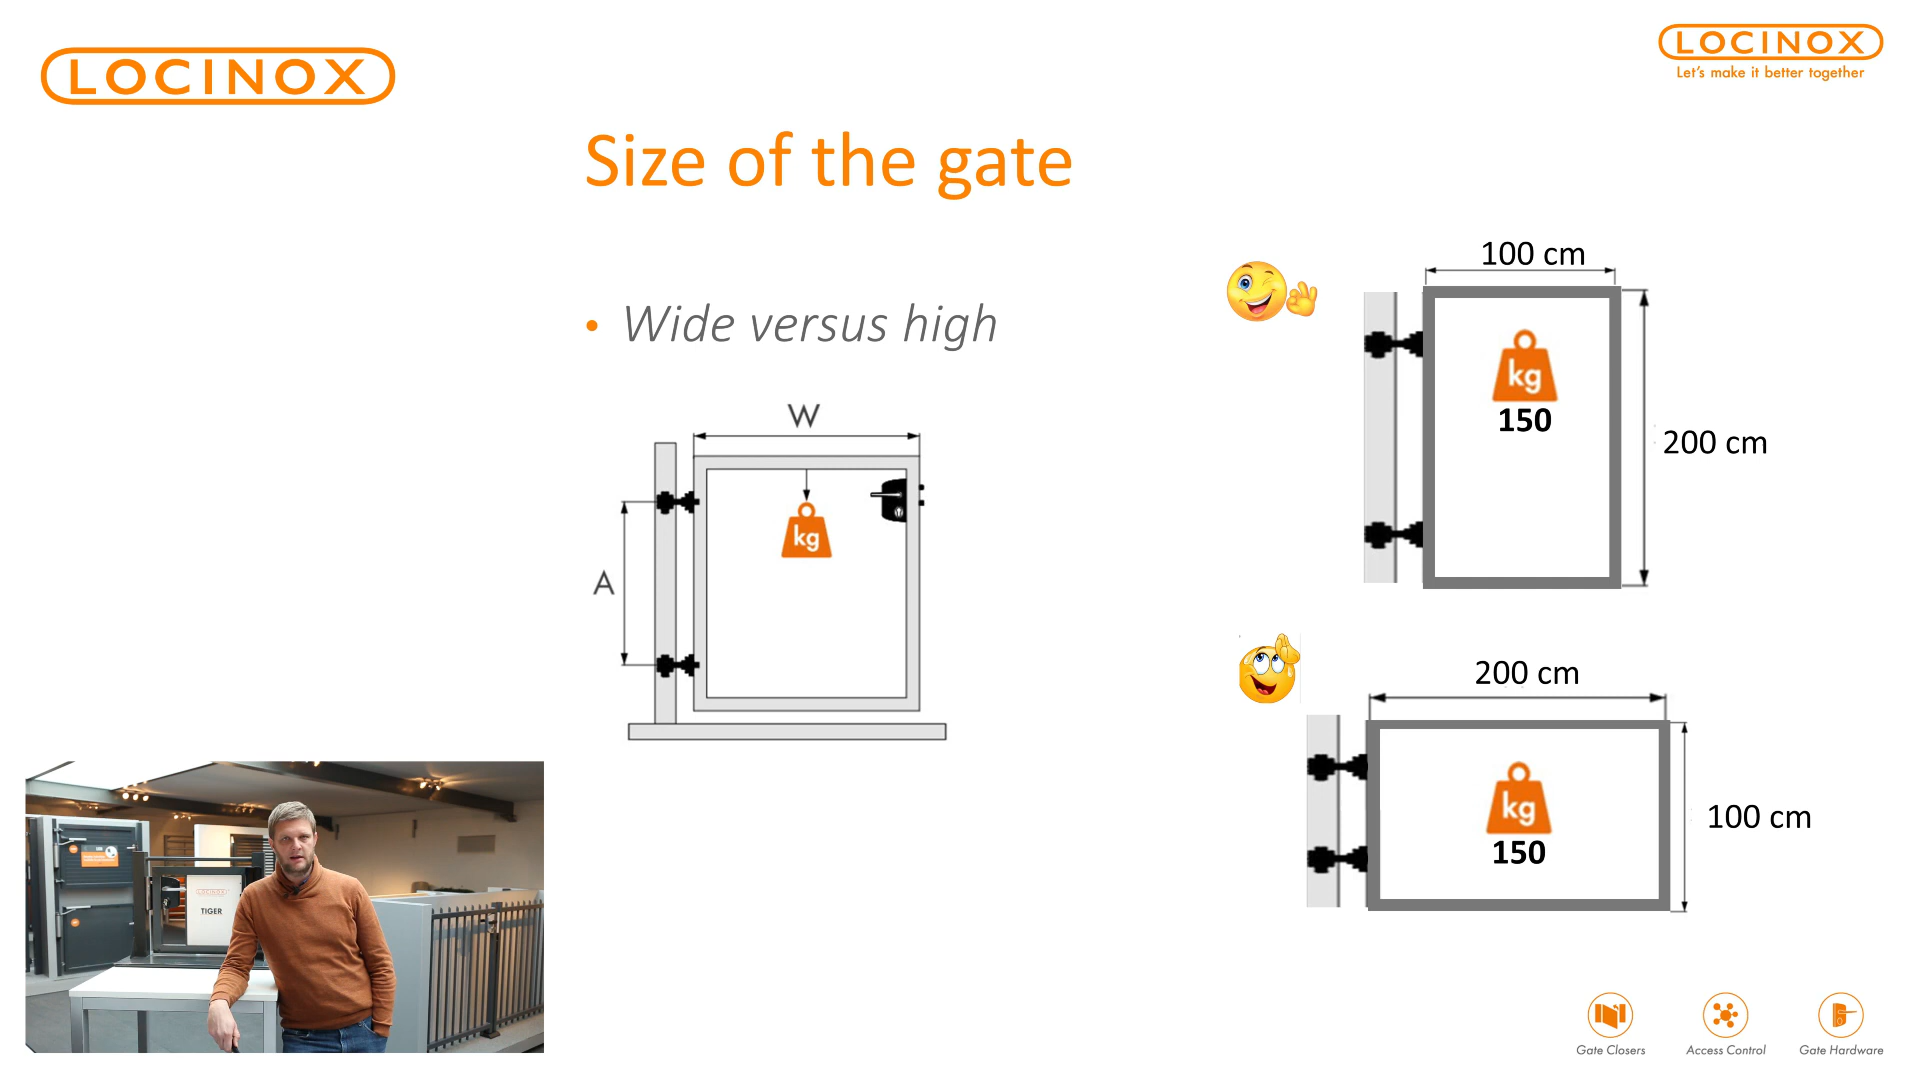 LOCINOX
LOCINOX
Let's make it better together
Size of the gate
• Wide versus high
W
kg
A
100 cm
kg
150
200 cm
200 cm
kg
150
100 cm
LOCINOX
TIGER
Gate Closers
Access Control
Gate Hardware